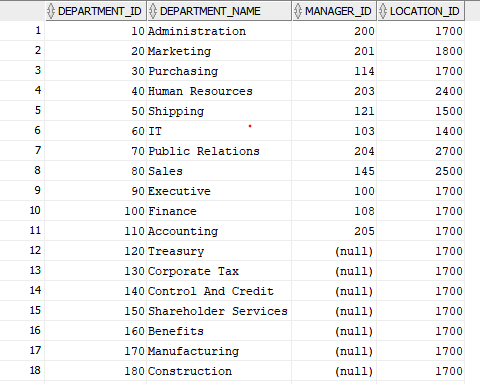 DEPARTMENT_ID DEPARTMENT_NAME MANAGER_ID LOCATION_ID
1 10 Administration 200 1700
2 20 Marketing 201 1800
3 30 Purchasing 114 1700
4 40 Human Resources 203 2400
5 50 Shipping 121 1500
6 60 IT 103 1400
7 70 Public Relations 204 2700
8 80 Sales 145 2500
9 90 Executive 100 1700
10 100 Finance 108 1700
11 110 Accounting 205 1700
12 120 Treasury (null) 1700
13 130 Corporate Tax (null) 1700
14 140 Control And Credit (null) 1700
15 150 Shareholder Services (null) 1700
16 160 Benefits (null) 1700
17 170 Manufacturing (null) 1700
18 180 Construction (null) 1700